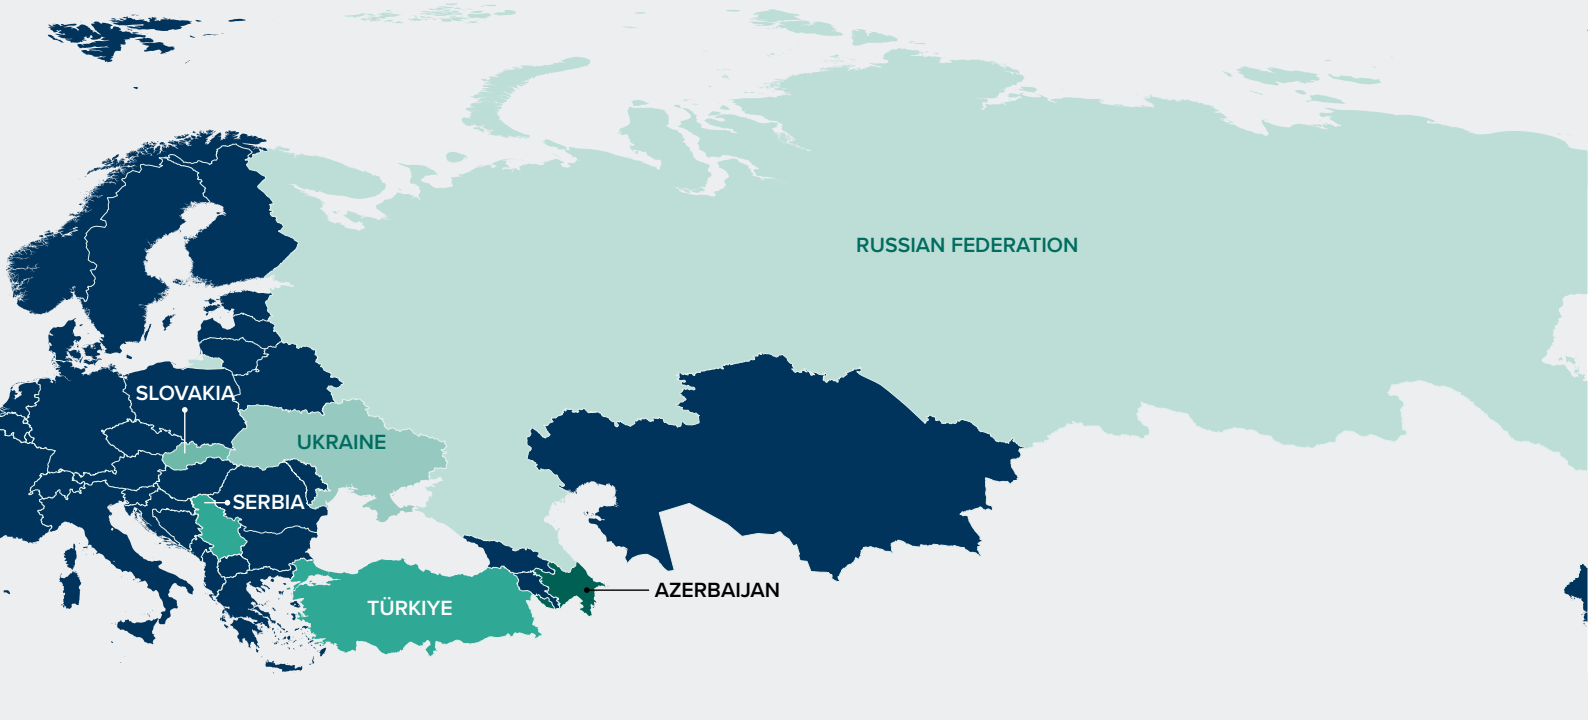 RUSSIAN FEDERATION
SLOVAKIA
UKRAINE
SERBIA
AZERBAIJAN
TÜRKIYE